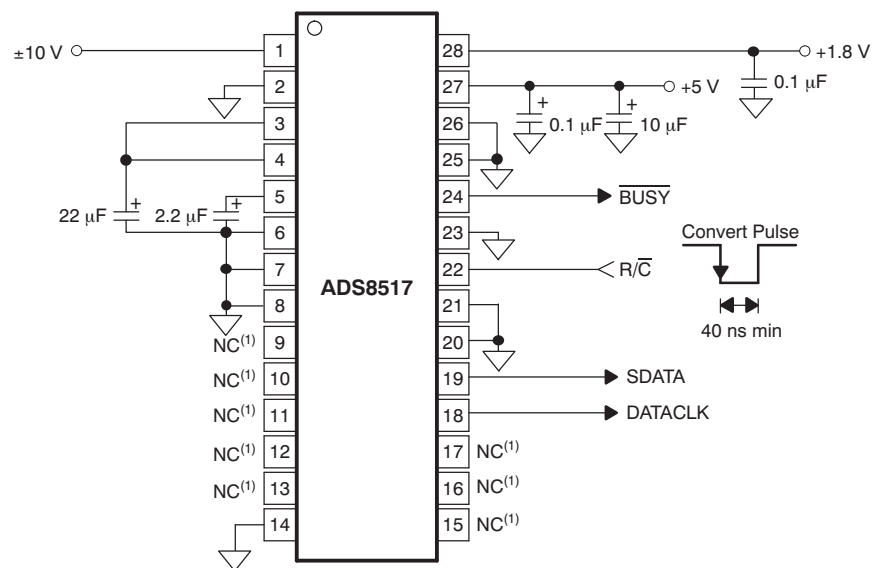 ±10 V
1
2
3
4
5
6
7
8
9
10
11
12
13
14
22 µF
+
2.2 µF
+
NC(1)
NC(1)
NC(1)
NC(1)
NC(1)
ADS8517
28
27
26
25
24
23
22
21
20
19
18
17
16
15
+1.8 V
0.1 µF
+5 V
+
0.1 µF
+
10 µF
BUSY
R/C
SDATA
DATACLK
NC(1)
NC(1)
NC(1)
Convert Pulse
40 ns min